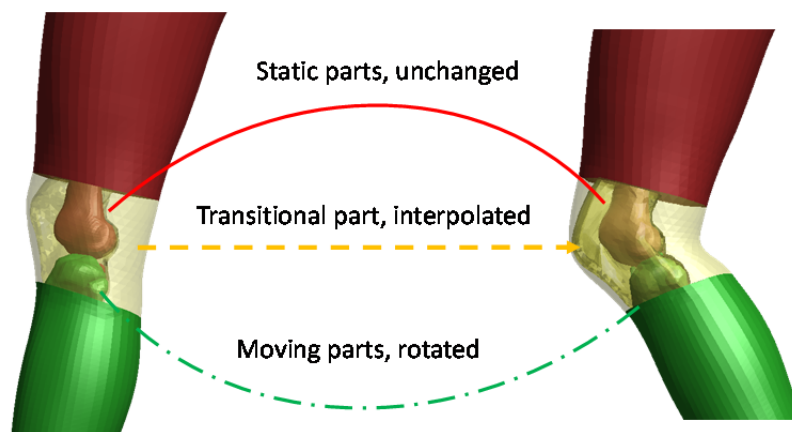 Static parts, unchanged
Transitional part, interpolated
Moving parts, rotated